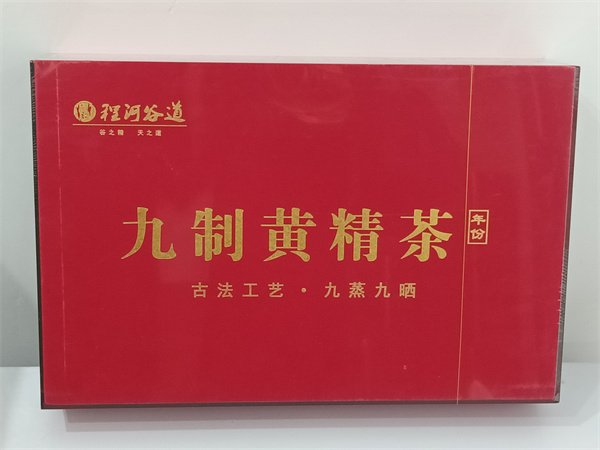 程河谷道
谷之精 天之道
九制黄精茶
年份
古法工艺·九蒸九晒